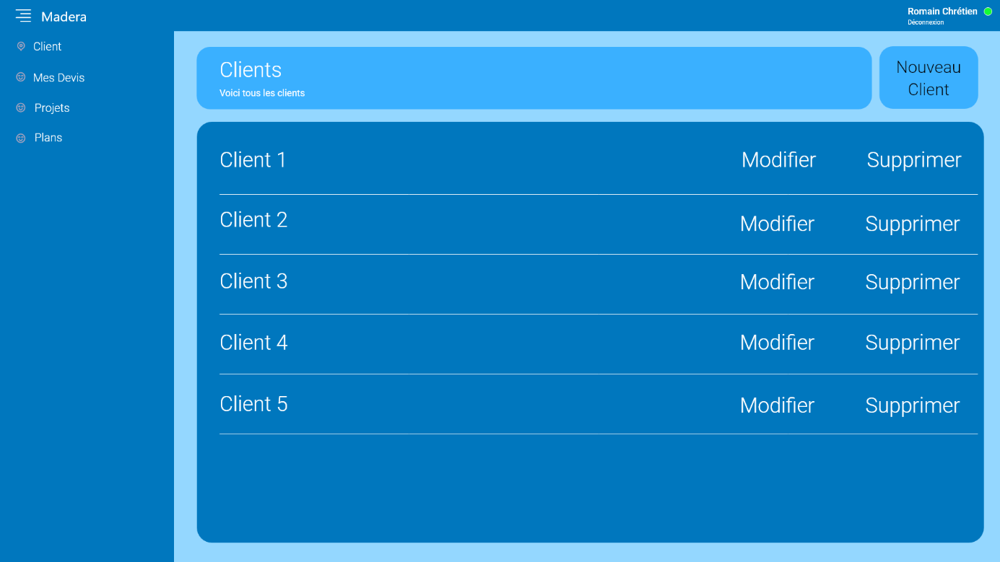 Madera
Romain Chrétien
Déconnexion
Client
Mes Devis
Projets
Plans
Clients
Voici tous les clients
Nouveau
Client
Client 1 Modifier Supprimer
Client 2 Modifier Supprimer
Client 3 Modifier Supprimer
Client 4 Modifier Supprimer
Client 5 Modifier Supprimer